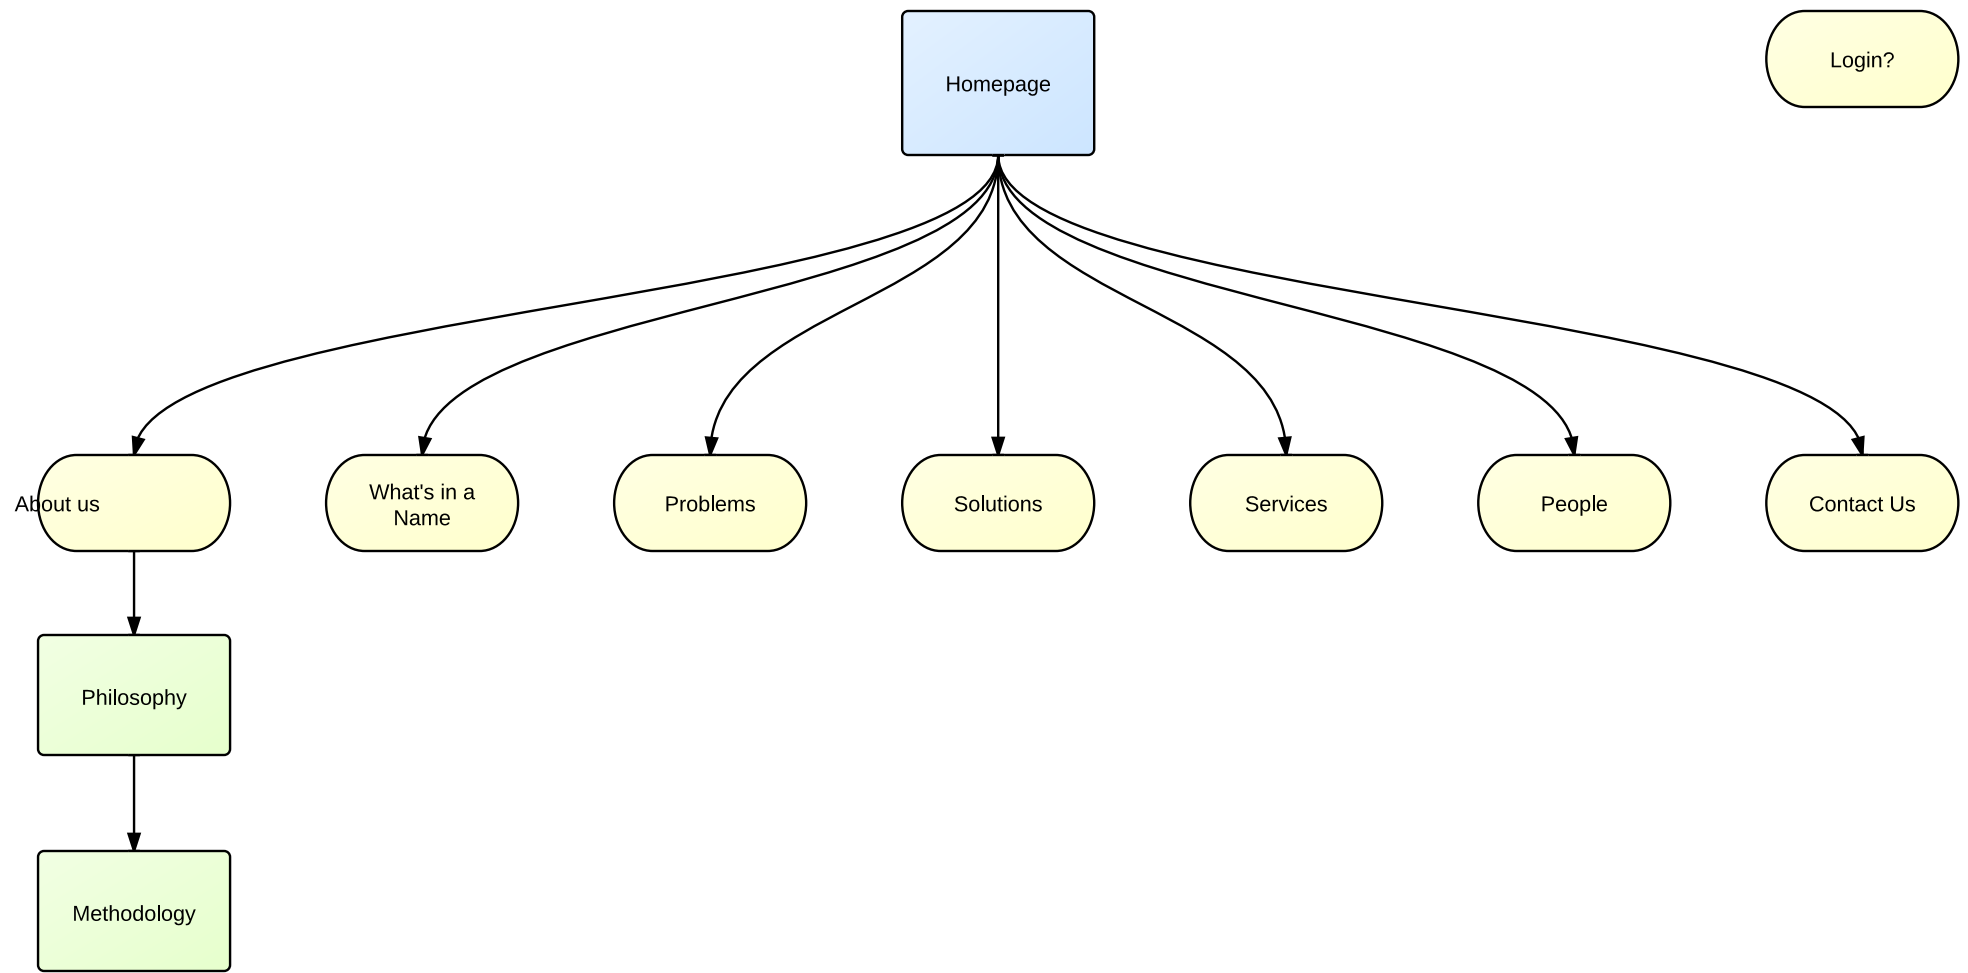 Homepage
Login?
About us
What's in a
Name
Problems
Solutions
Services
People
Contact Us
Philosophy
Methodology